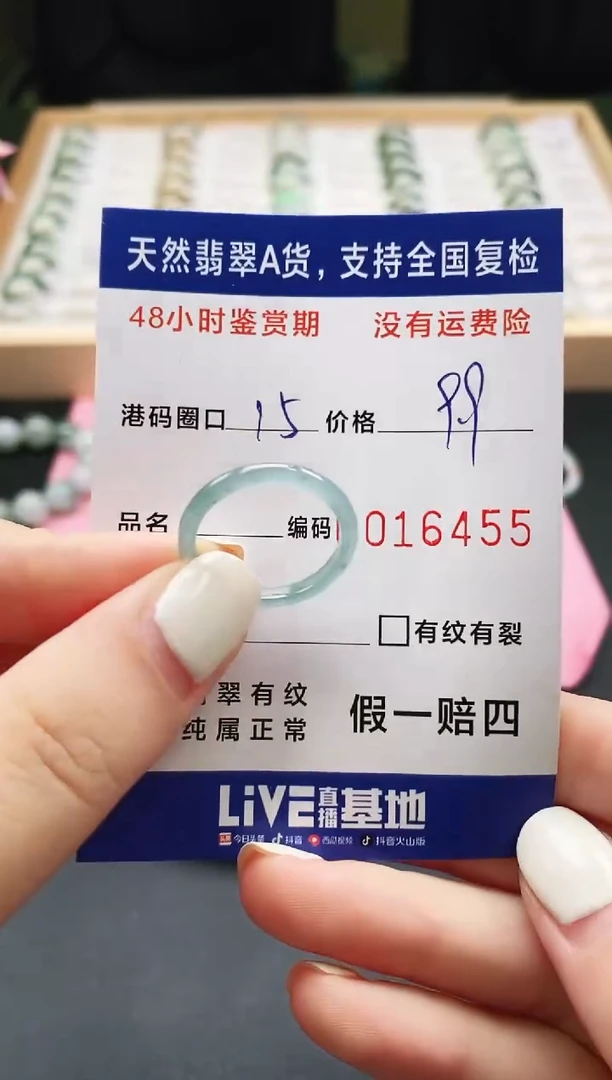 天然翡翠A货，支持全国复检
48小时鉴赏期 没有运费险
港码圈口 15 价格 99
品名 编码 016455
□有纹有裂
翠有纹 假一赔四
纯属正常
LiVE直播基地
今日头条 抖音 西瓜视频 抖音火山版